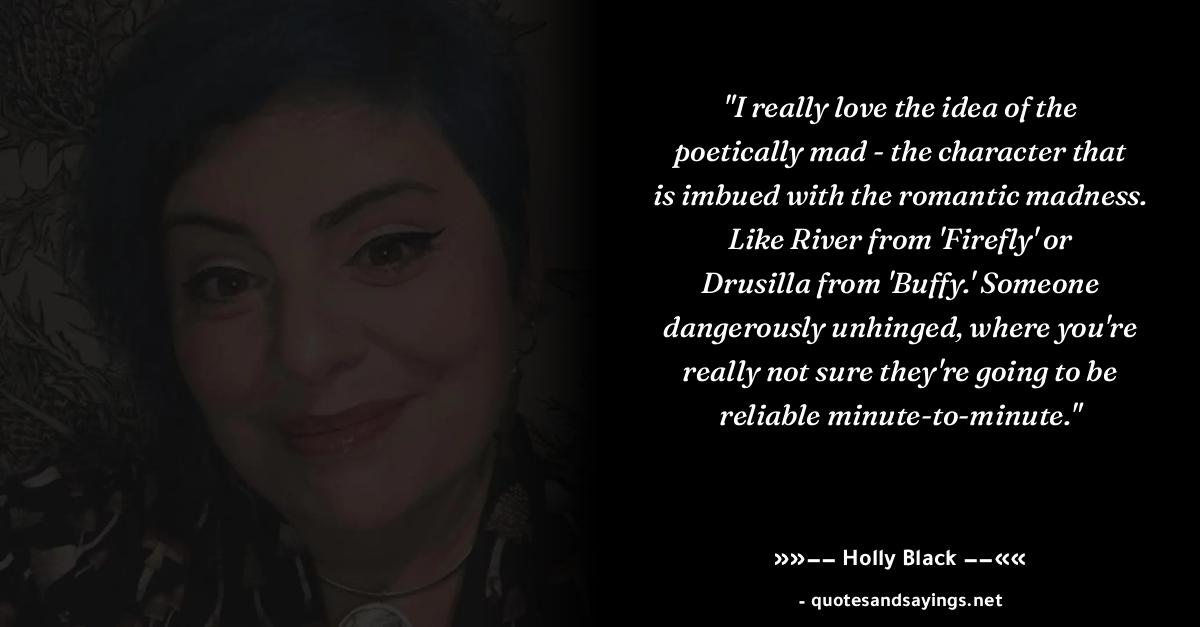 "I really love the idea of the
poetically mad - the character that
is imbued with the romantic madness.
Like River from 'Firefly' or
Drusilla from 'Buffy.' Someone
dangerously unhinged, where you're
really not sure they're going to be
reliable minute-to-minute."
»»–– Holly Black ––««
- quotesandsayings.net